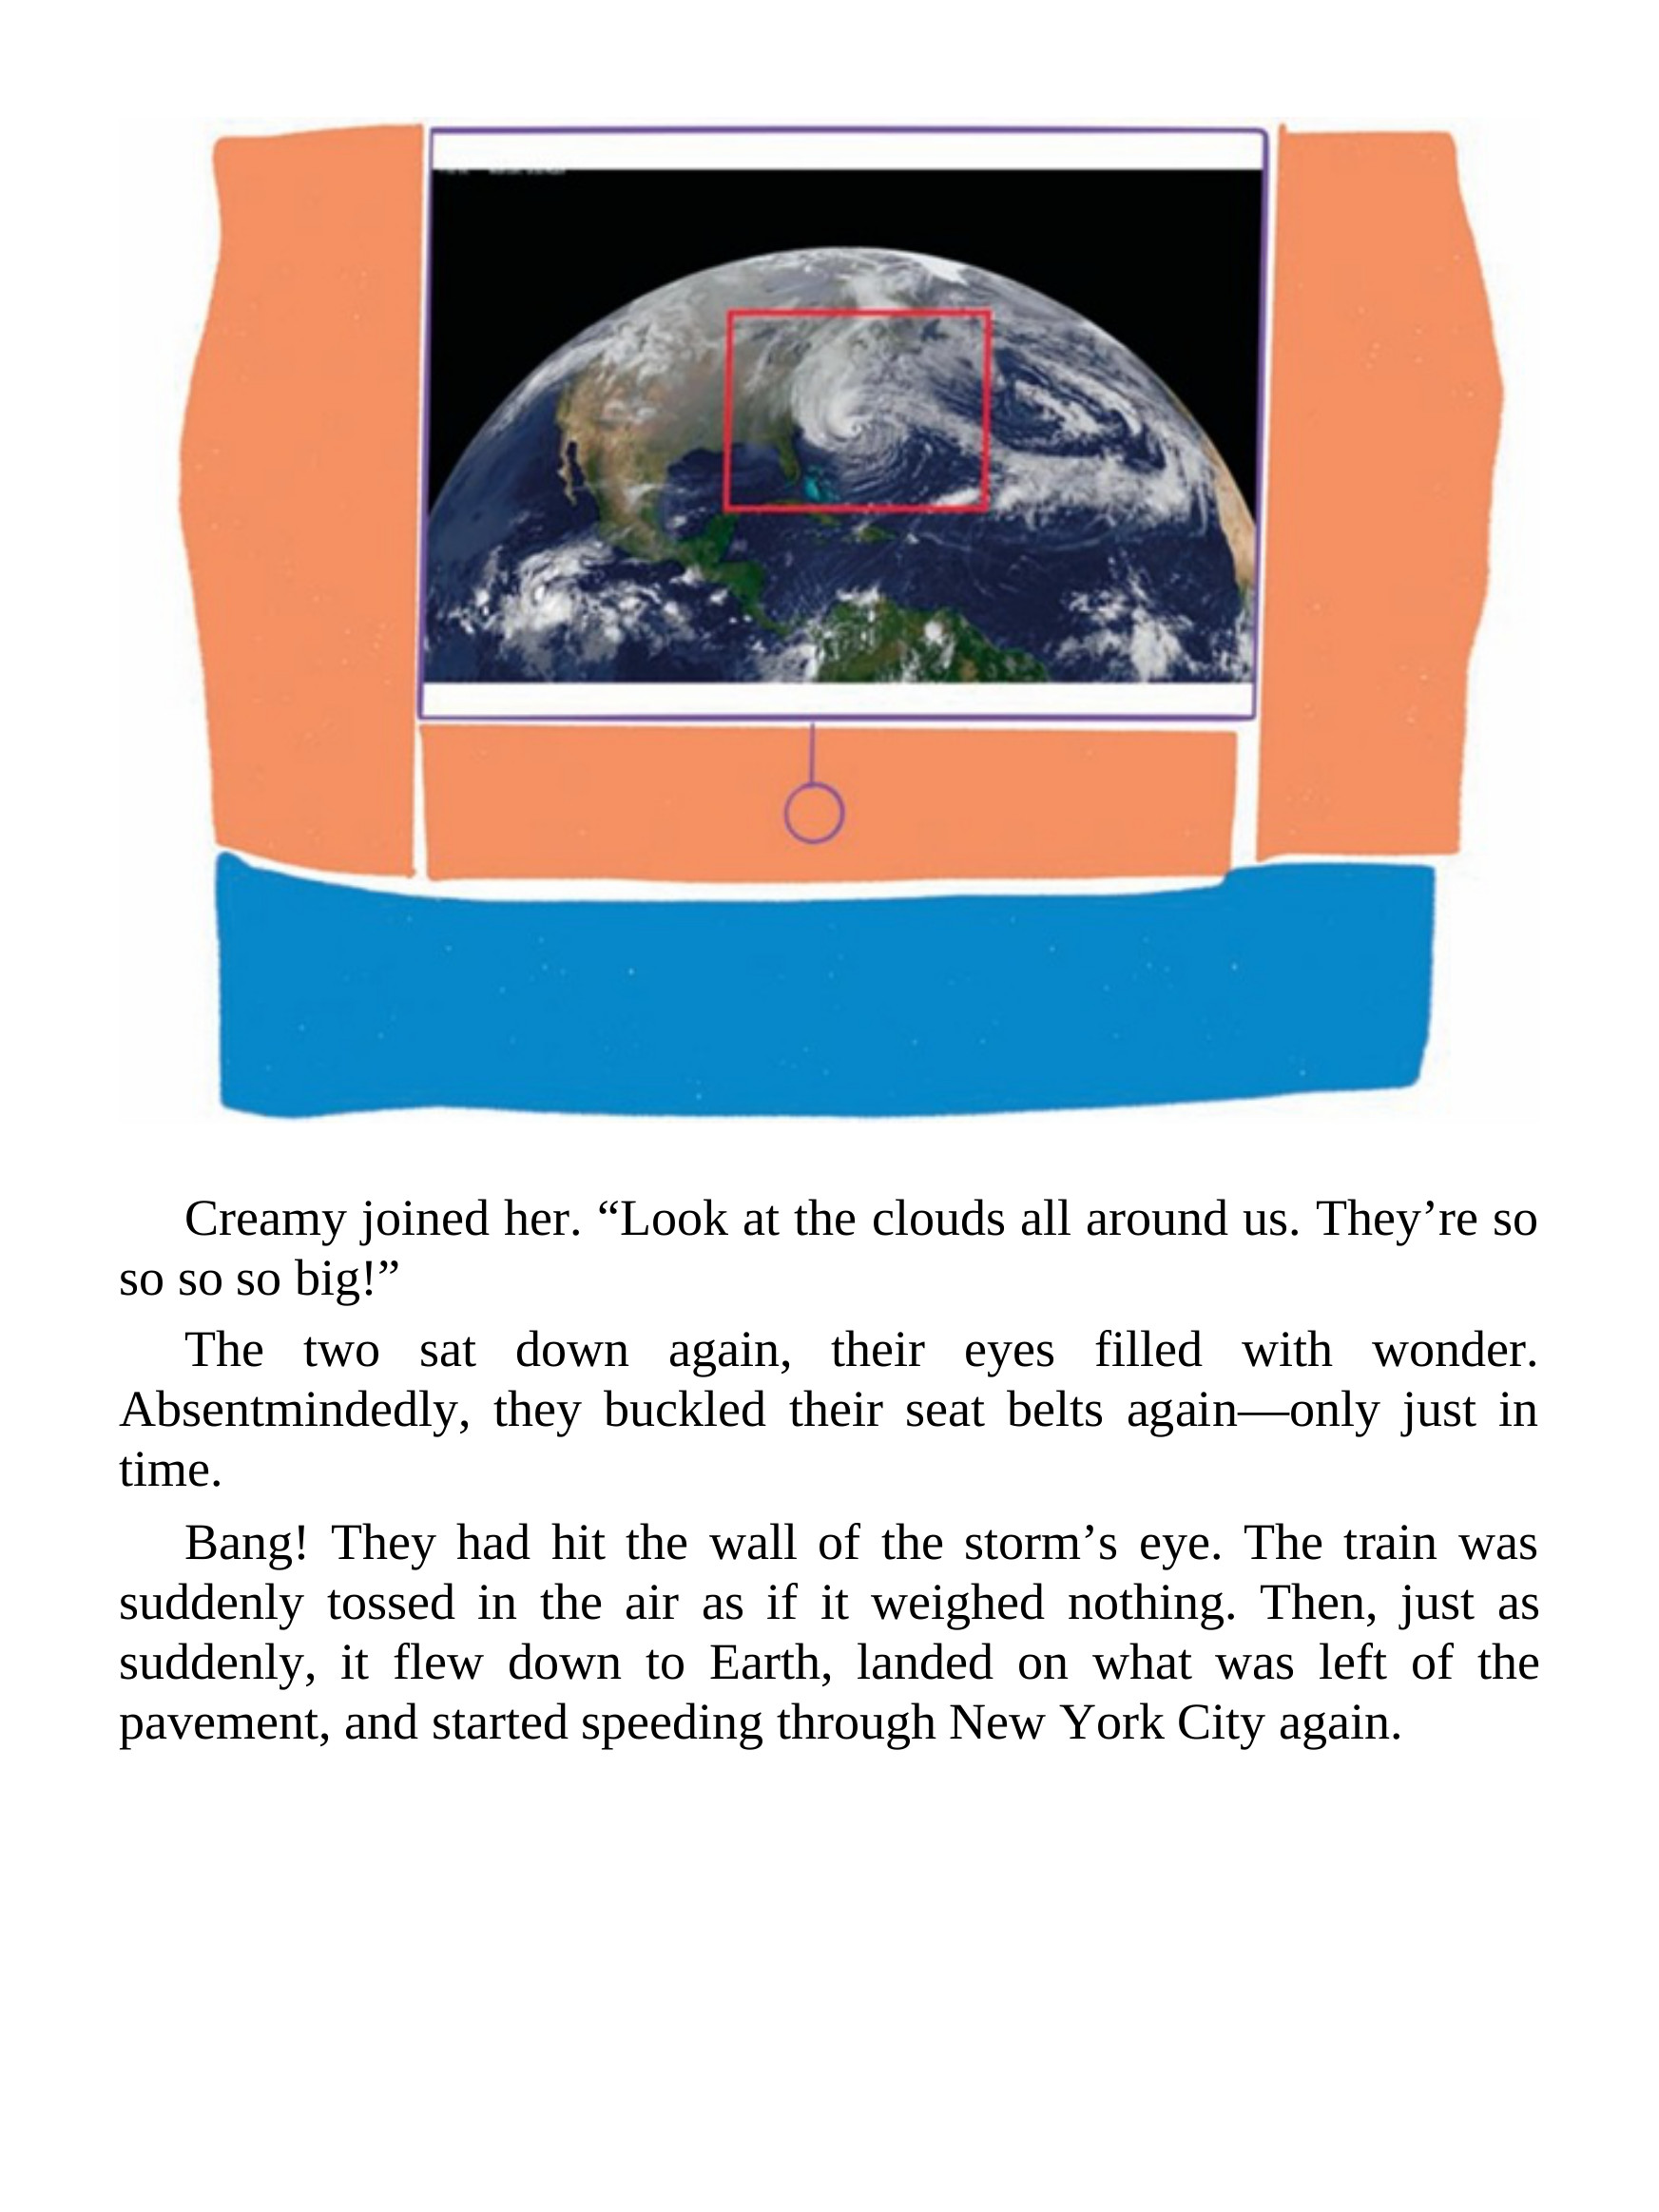 Creamy joined her. “Look at the clouds all around us. They’re so
so so so big!”
The two sat down again, their eyes filled with wonder.
Absentmindedly, they buckled their seat belts again—only just in
time.
Bang! They had hit the wall of the storm’s eye. The train was
suddenly tossed in the air as if it weighed nothing. Then, just as
suddenly, it flew down to Earth, landed on what was left of the
pavement, and started speeding through New York City again.